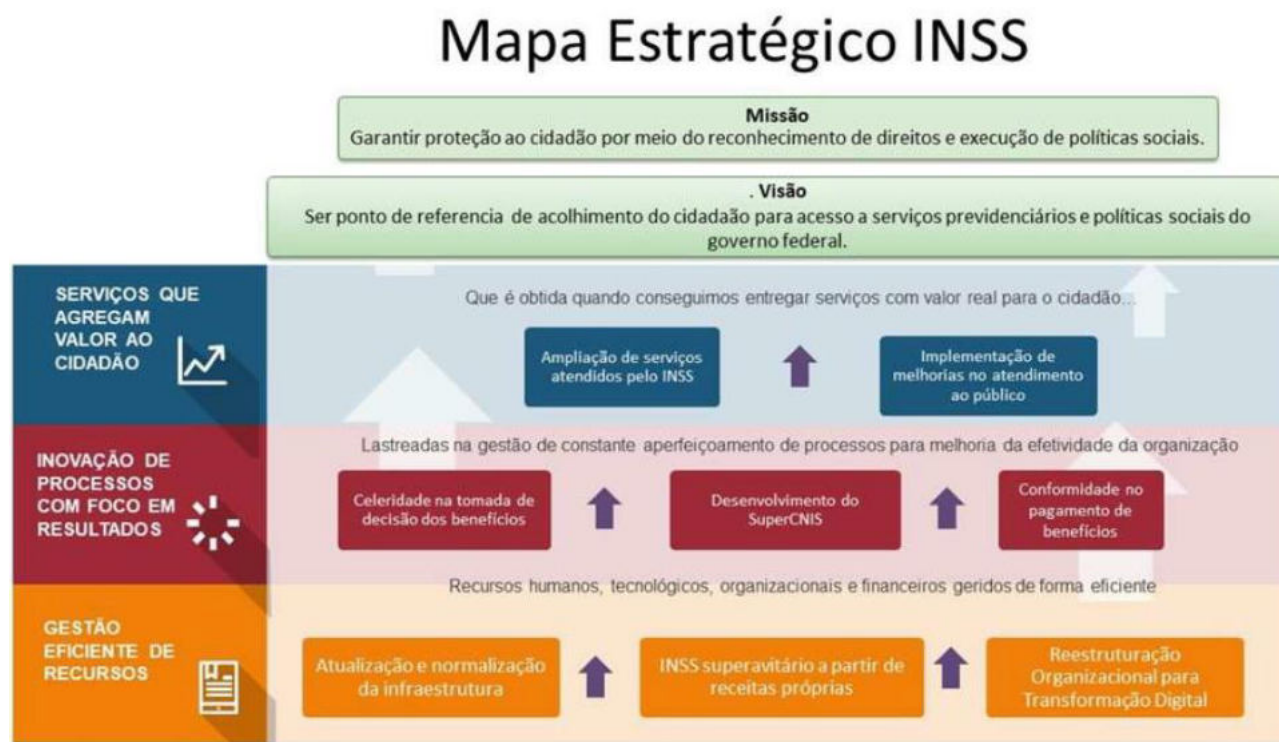 Mapa Estratégico INSS
Missão
Garantir proteção ao cidadão por meio do reconhecimento de direitos e execução de políticas sociais.
. Visão
Ser ponto de referencia de acolhimento do cidadaão para acesso a serviços previdenciários e políticas sociais do
governo federal.
SERVIÇOS QUE
AGREGAM
VALOR AO
CIDADÃO
Que é obtida quando conseguimos entregar serviços com valor real para o cidadão...
Ampliação de serviços
atendidos pelo INSS
Implementação de
melhorias no atendimento
ao público
INOVAÇÃO DE
PROCESSOS
COM FOCO EM
RESULTADOS
Lastreadas na gestão de constante aperfeiçoamento de processos para melhoria da efetividade da organização
Celeridade na tomada de
decisão dos benefícios
Desenvolvimento do
SuperCNIS
Conformidade no
pagamento de
benefícios
GESTÃO
EFICIENTE DE
RECURSOS
Recursos humanos, tecnológicos, organizacionais e financeiros geridos de forma eficiente
Atualização e normalização
da infraestrutura
INSS superavitário a partir de
receitas próprias
Reestruturação
Organizacional para
Transformação Digital